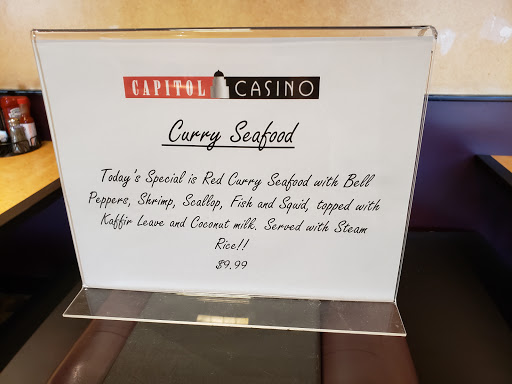 CAPITOL CASINO
Curry Seafood
Today's Special is Red Curry Seafood with Bell
Peppers, Shrimp, Scallop, Fish and Squid, topped with
Kaffir Leave and Coconut milk. Served with Steam
Rice!!
$9.99